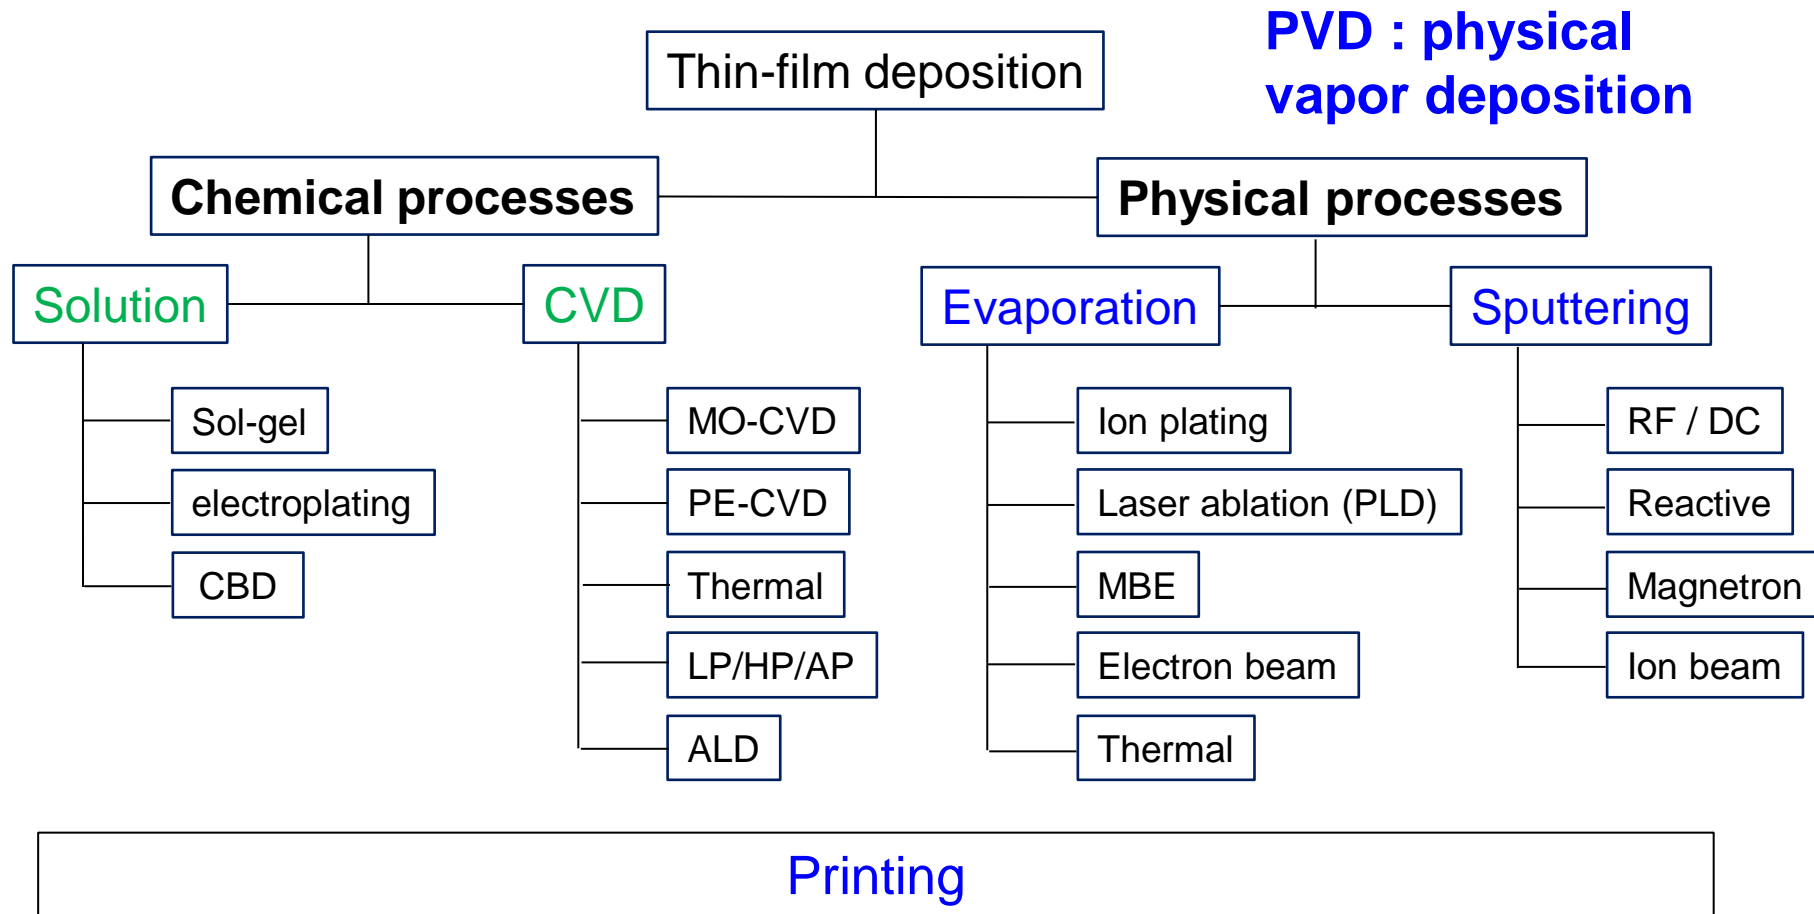 PVD : physical
vapor deposition
Thin-film deposition
Chemical processes
Physical processes
Solution
CVD
Evaporation
Sputtering
Sol-gel
electroplating
CBD
MO-CVD
PE-CVD
Thermal
LP/HP/AP
ALD
Ion plating
Laser ablation (PLD)
MBE
Electron beam
Thermal
RF / DC
Reactive
Magnetron
Ion beam
Printing